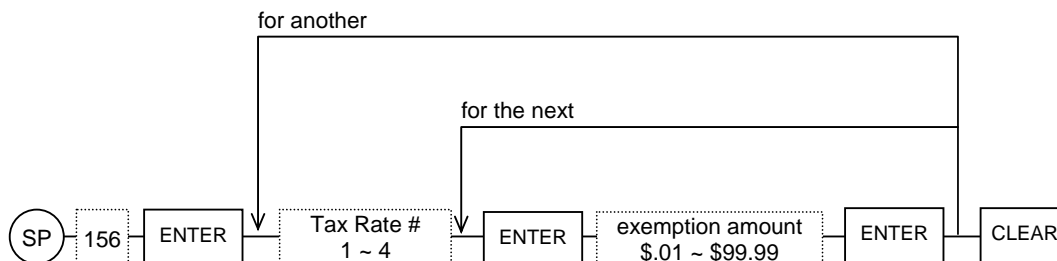 for another
for the next
SP
156
ENTER
Tax Rate #
1 ~ 4
ENTER
exemption amount
$.01 ~ $99.99
ENTER
CLEAR